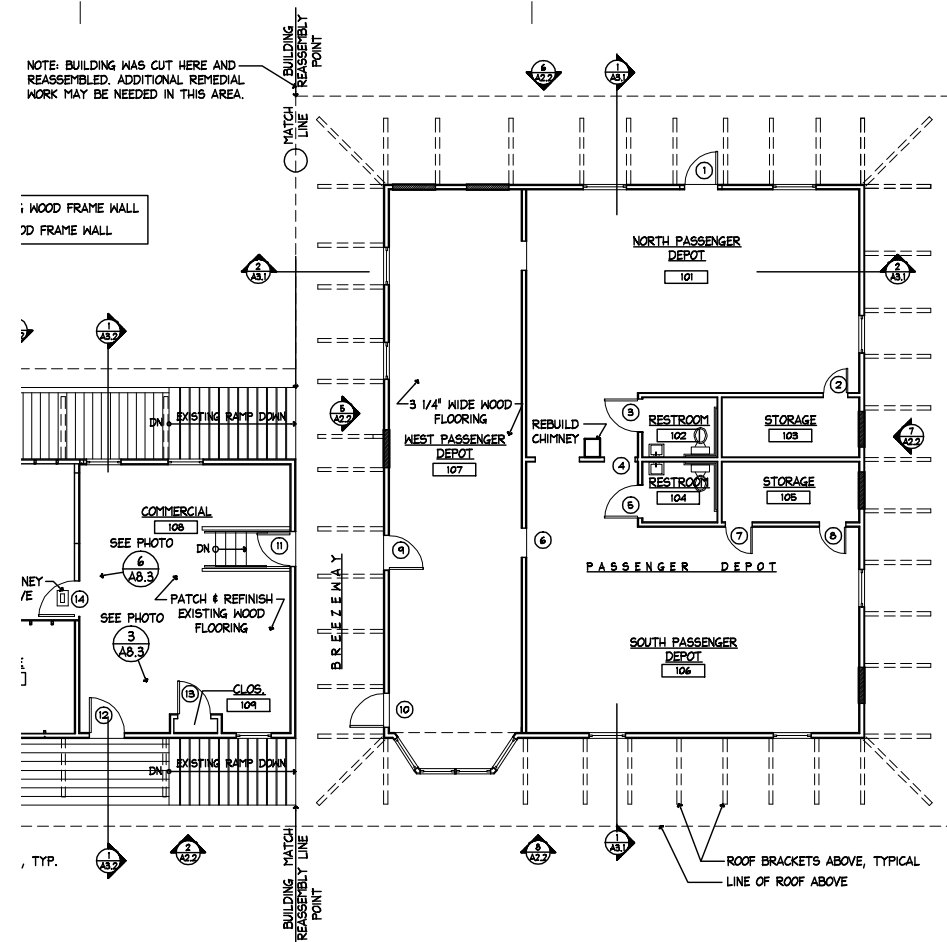 NOTE: BUILDING WAS CUT HERE AND
REASSEMBLED. ADDITIONAL REMEDIAL
WORK MAY BE NEEDED IN THIS AREA.
BUILDING
REASSEMBLY
POINT
MATCH
LINE
6
A2.2
1
A3.1
1
WOOD FRAME WALL
FRAME WALL
NORTH PASSENGER
DEPOT
101
2
A3.1
2
A3.1
1
A3.2
2
3 1/4" WIDE WOOD
FLOORING
5
A2.2
DN
EXISTING RAMP DOWN
WEST PASSENGER
DEPOT
107
REBUILD
CHIMNEY
3
RESTROOM
102
STORAGE
103
7
A2.2
4
RESTROOM
104
STORAGE
105
5
COMMERCIAL
108
DN
11
SEE PHOTO
6
A8.3
9
6
7
8
PASSENGER DEPOT
BREEZEWAY
14
PATCH & REFINISH
EXISTING WOOD
FLOORING
SEE PHOTO
3
A8.3
SOUTH PASSENGER
DEPOT
106
13
CLOS.
109
12
10
DN
EXISTING RAMP DOWN
1
A3.2
2
A2.2
8
A2.2
1
A3.1
, TYP.
BUILDING MATCH
REASSEMBLY LINE
POINT
ROOF BRACKETS ABOVE, TYPICAL
LINE OF ROOF ABOVE